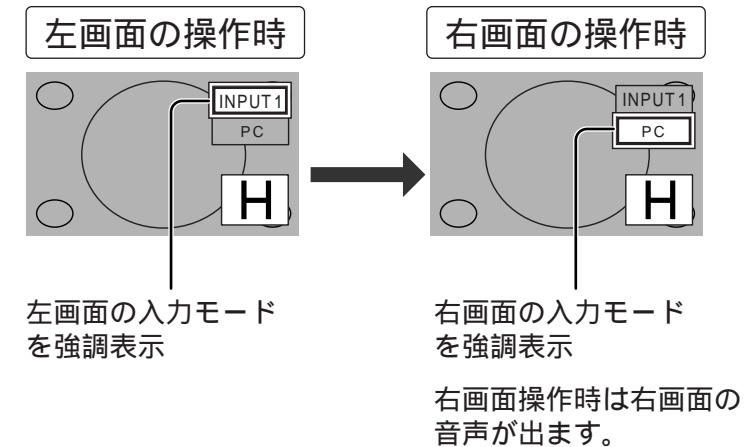 左画面の操作時
INPUT1
PC
H
左画面の入力モード
を強調表示
右画面の操作時
INPUT1
PC
H
右画面の入力モード
を強調表示
右画面操作時は右画面の
音声が出ます。